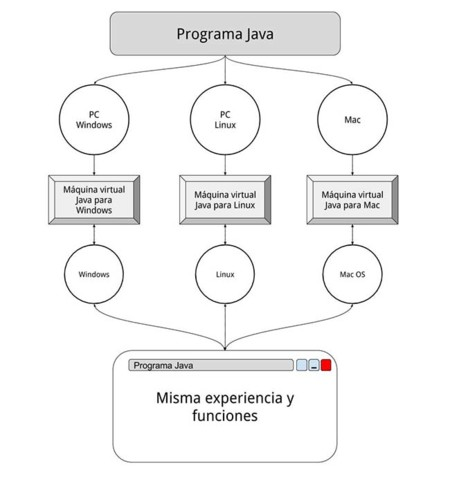 Programa Java
PC
Windows
PC
Linux
Mac
Máquina virtual
Java para
Windows
Máquina virtual
Java para Linux
Máquina virtual
Java para Mac
Windows
Linux
Mac OS
Programa Java
Misma experiencia y
funciones